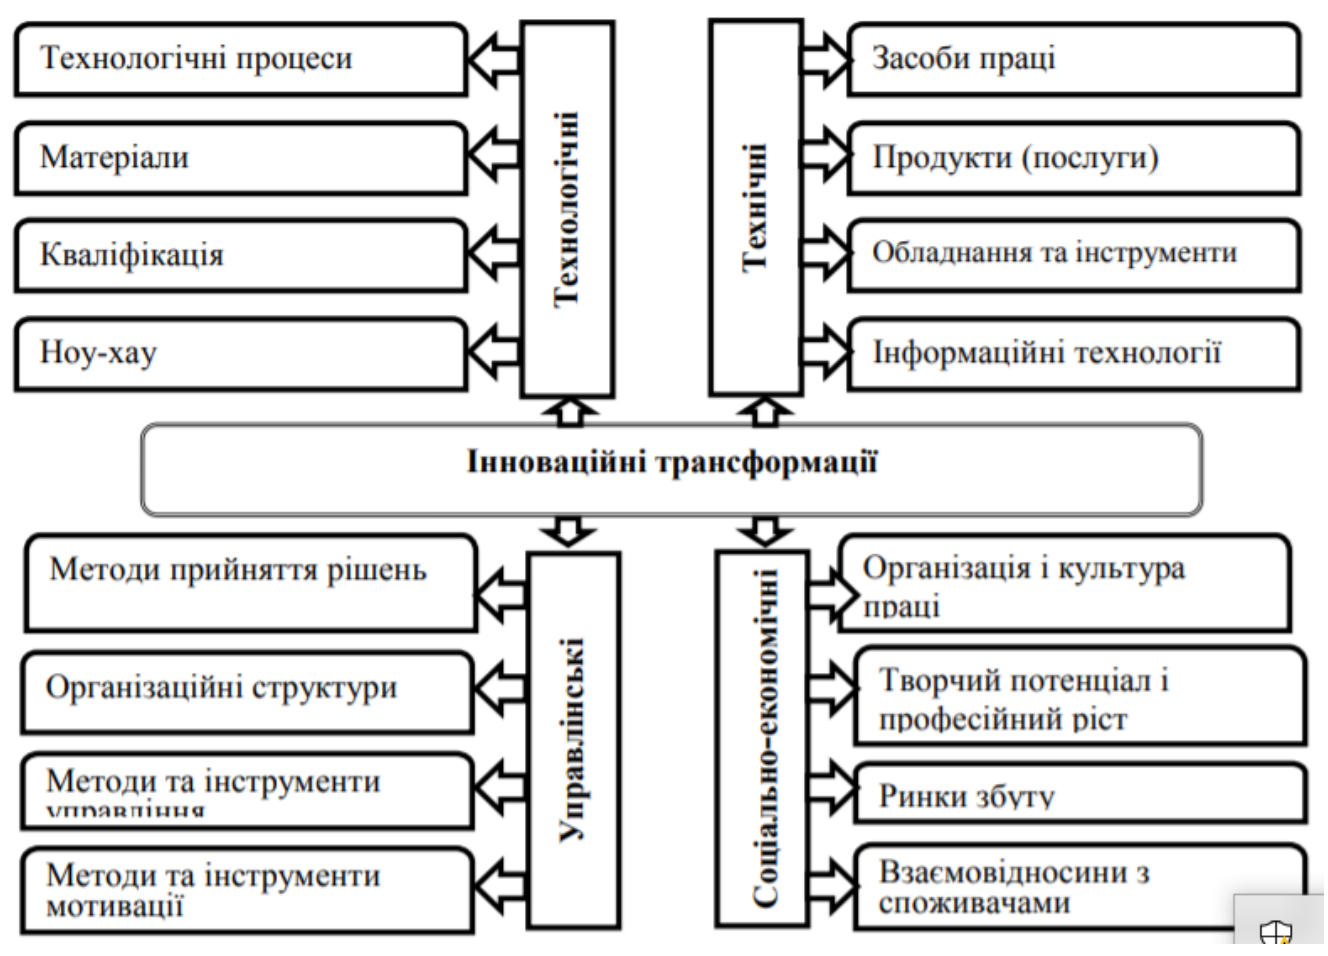 Технологічні процеси
Матеріали
Кваліфікація
Ноу-хау
Технологічні
Технічні
Засоби праці
Продукти (послуги)
Обладнання та інструменти
Інформаційні технології
Інноваційні трансформації
Методи прийняття рішень
Організаційні структури
Методи та інструменти
управління
Методи та інструменти
мотивації
Управлінські
Соціально-економічні
Організація і культура
праці
Творчий потенціал і
професійний ріст
Ринки збуту
Взаємовідносини з
споживачами